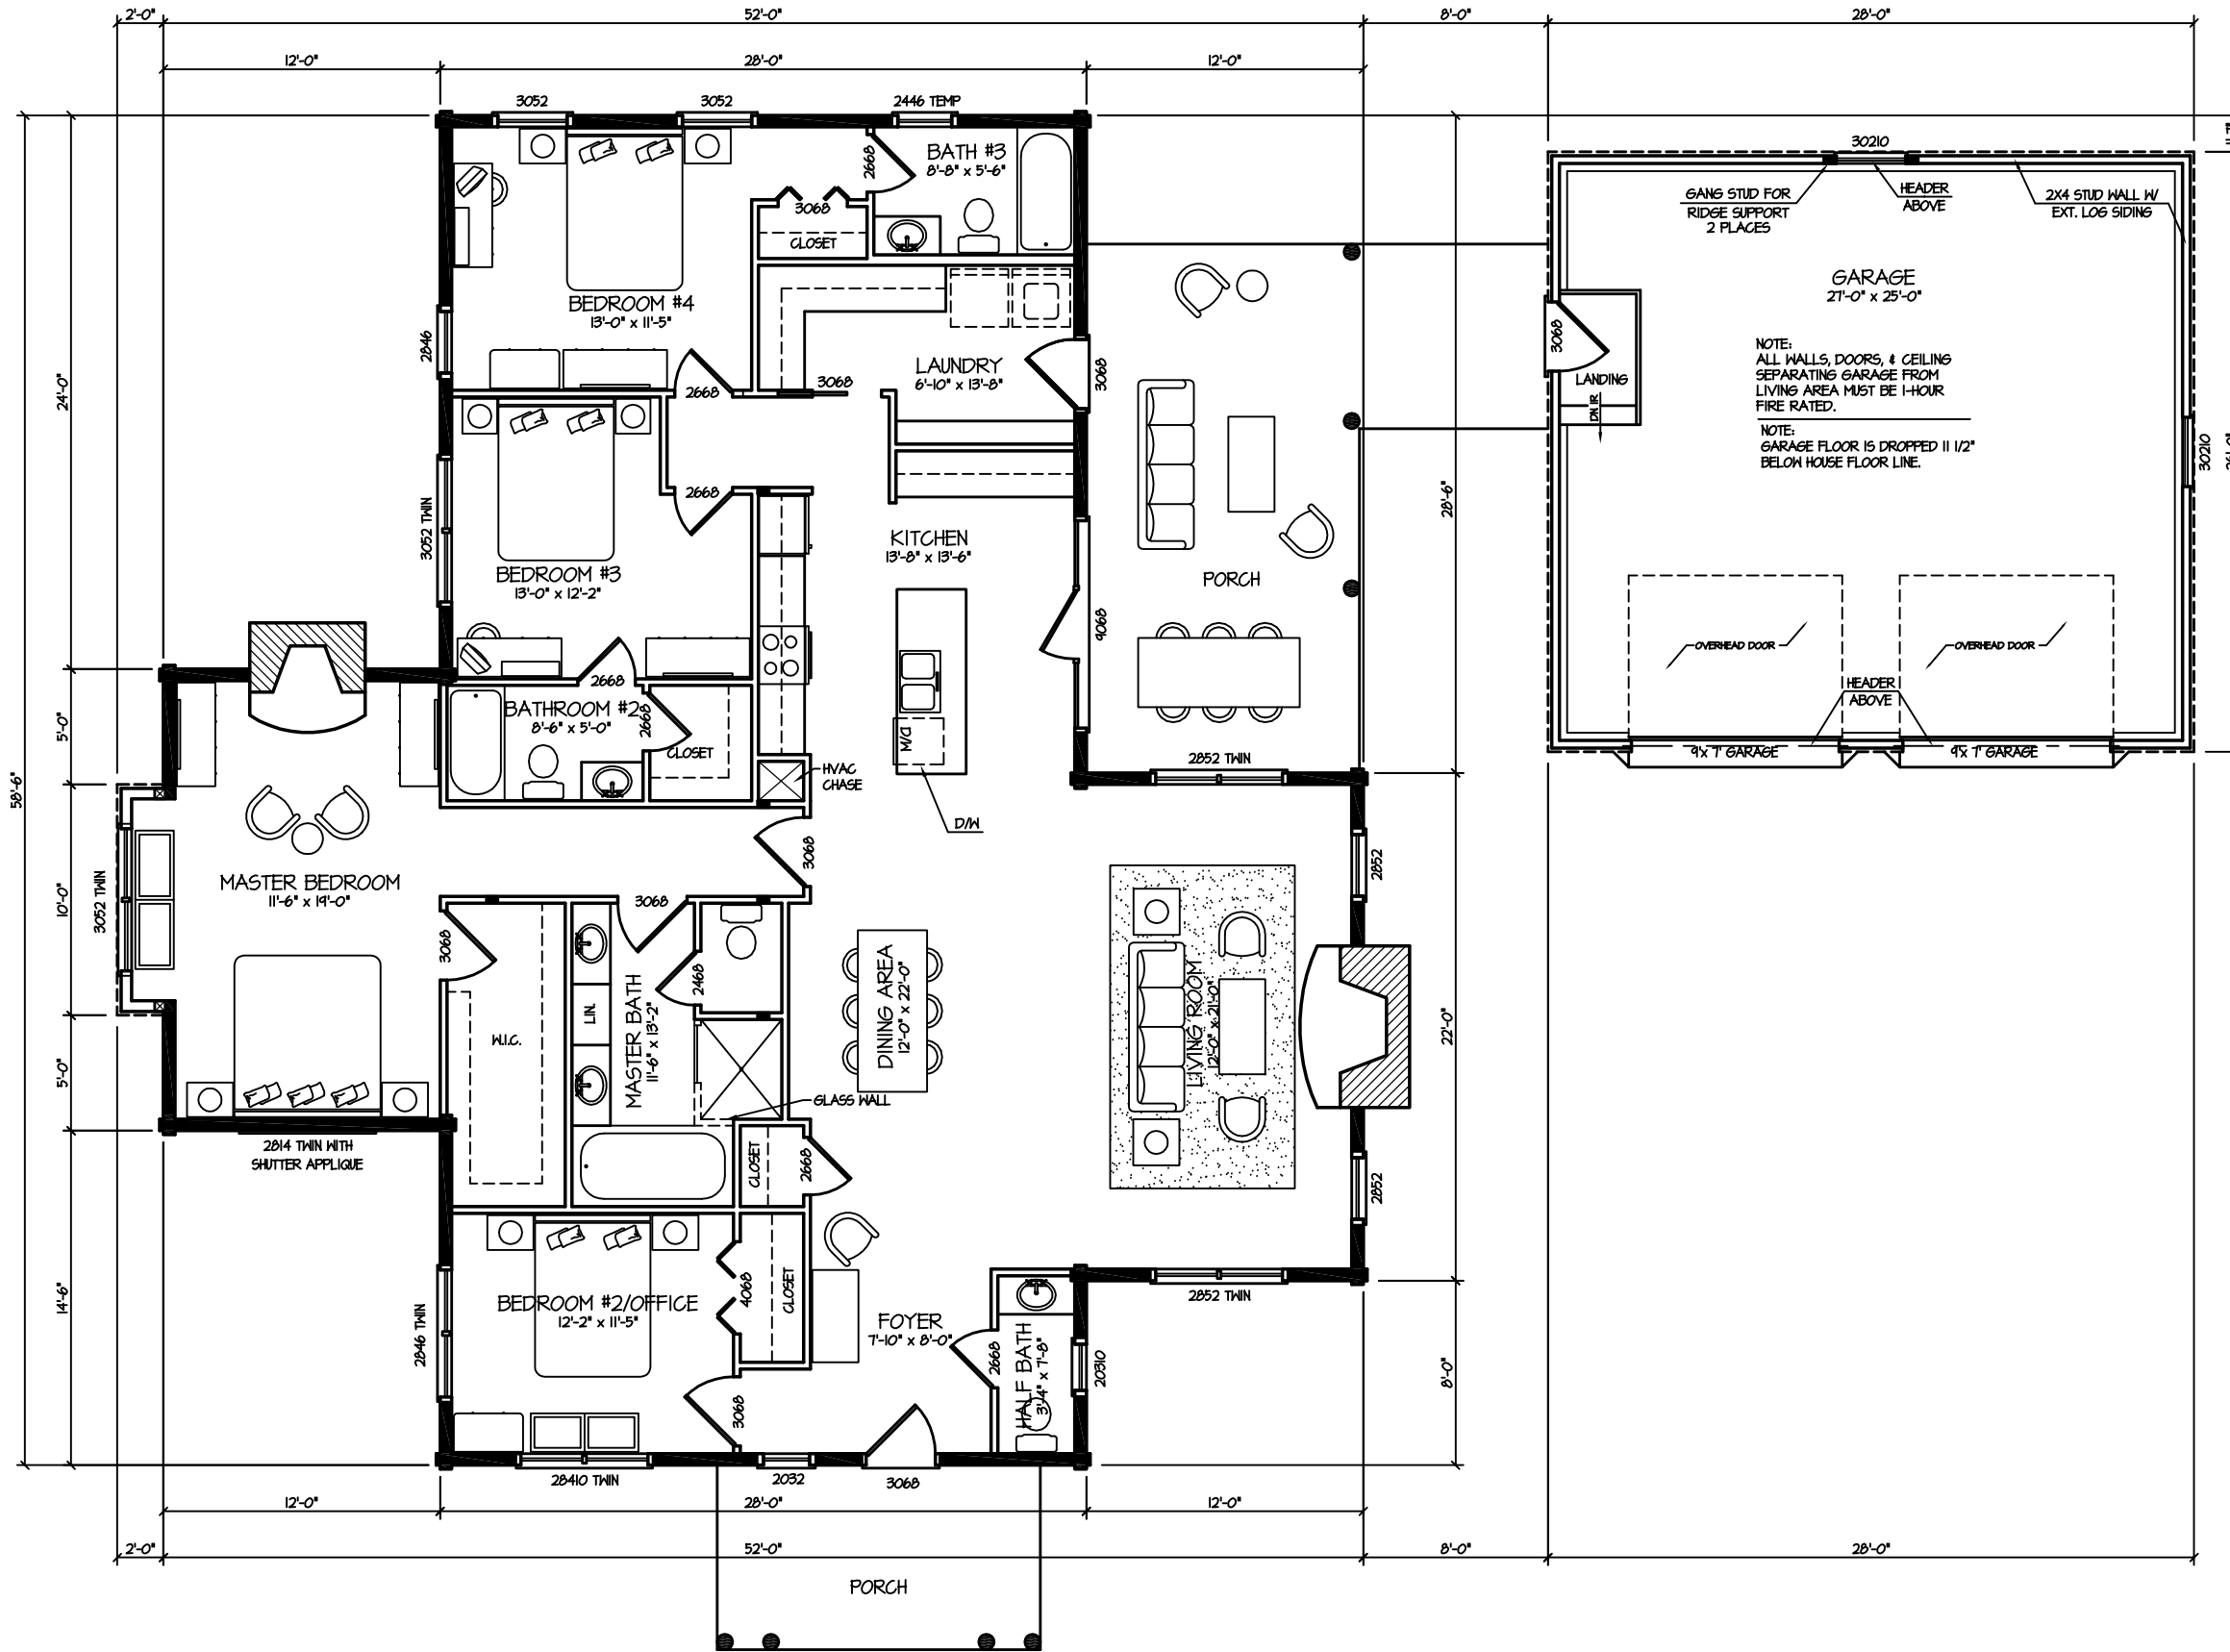 2'-0"
52'-0"
8'-0"
28'-0"
12'-0"
28'-0"
12'-0"
3052
3052
2446 TEMP
30210
11'-7"
2668
BATH #3
8'-8" x 5'-6"
GANG STUD FOR
RIDGE SUPPORT
2 PLACES
HEADER
ABOVE
2X4 STUD WALL W/
EXT. LOG SIDING
3068
CLOSET
GARAGE
27'-0" x 25'-0"
BEDROOM #4
13'-0" x 11'-5"
2846
LAUNDRY
6'-10" x 13'-8"
3068
3068
3068
LANDING
DN 1R
NOTE:
ALL WALLS, DOORS, & CEILING
SEPARATING GARAGE FROM
LIVING AREA MUST BE 1-HOUR
FIRE RATED.
NOTE:
GARAGE FLOOR IS DROPPED 11 1/2"
BELOW HOUSE FLOOR LINE.
24'-0"
2668
30210
2668
28'-6"
3052 TWIN
KITCHEN
13'-8" x 13'-6"
BEDROOM #3
13'-0" x 12'-2"
PORCH
9068
OVERHEAD DOOR
OVERHEAD DOOR
HEADER
ABOVE
2668
BATHROOM #2
8'-6" x 5'-0"
2668
CLOSET
M/O
5'-0"
58'-6"
HVAC
CHASE
2852 TWIN
9'x 7' GARAGE
9'x 7' GARAGE
D/W
3068
2852
MASTER BEDROOM
11'-6" x 19'-0"
3052 TWIN
10'-0"
3068
3068
2468
W.I.C.
LIN.
MASTER BATH
11'-6" x 13'-2"
DINING AREA
12'-0" x 22'-0"
LIVING ROOM
12'-0" x 21'-0"
22'-0"
5'-0"
GLASS WALL
2814 TWIN WITH
SHUTTER APPLIQUE
CLOSET
2668
2852
BEDROOM #2/OFFICE
12'-2" x 11'-5"
4068
CLOSET
2846 TWIN
14'-6"
FOYER
7'-10" x 8'-0"
2668
HALF BATH
3'-4" x 7'-8"
20310
2852 TWIN
8'-0"
3068
28410 TWIN
2032
3068
12'-0"
28'-0"
12'-0"
2'-0"
52'-0"
8'-0"
28'-0"
PORCH